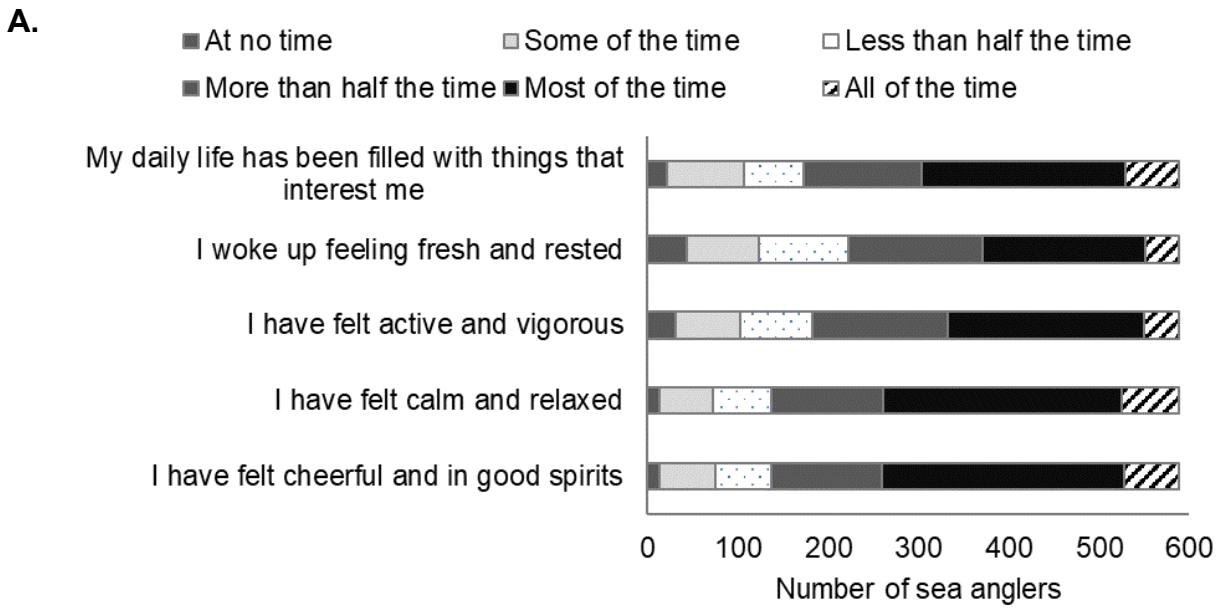 A.
At no time Some of the time Less than half the time
More than half the time Most of the time All of the time
My daily life has been filled with things that
interest me
I woke up feeling fresh and rested
I have felt active and vigorous
I have felt calm and relaxed
I have felt cheerful and in good spirits
0 100 200 300 400 500 600
Number of sea anglers